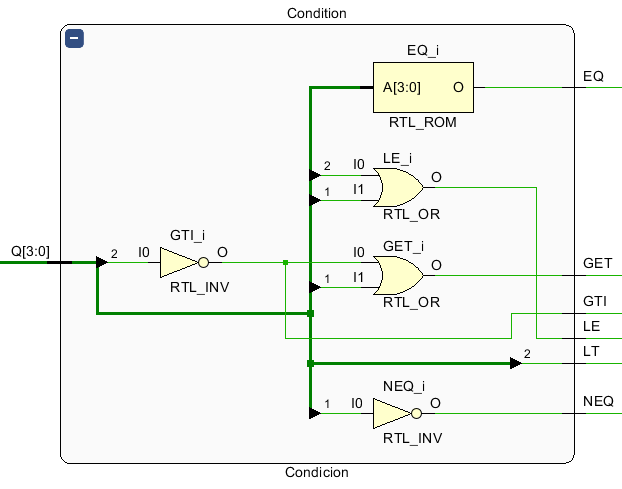 Condition
EQ_i
EQ
A[3:0] O
RTL_ROM
LE_i
2 I0
O
1 I1
RTL_OR
GTI_i
GET_i
Q[3:0]
2 I0 O
I0
O
GET
RTL_INV
1 I1
RTL_OR
GTI
LE
2
LT
NEQ_i
1 I0 O
NEQ
RTL_INV
Condicion